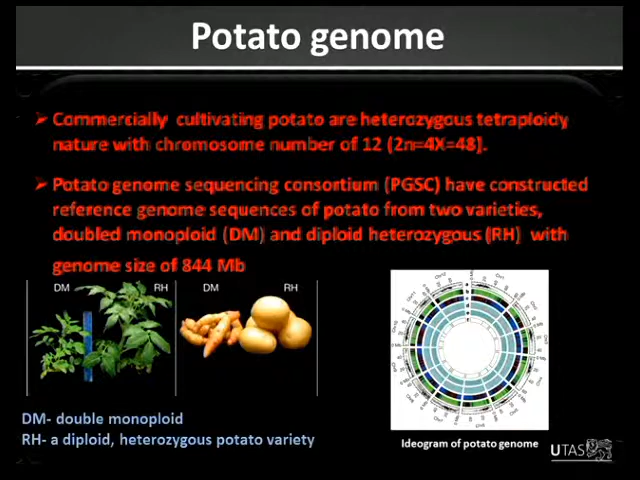 Potato genome
Commercially cultivating potato are heterozygous tetraploidy
nature with chromosome number of 12 (2n=4X=48).
Potato genome sequencing consortium (PGSC) have constructed
reference genome sequences of potato from two varieties,
doubled monoploid (DM) and diploid heterozygous (RH) with
genome size of 844 Mb
DM RH DM RH
DM- double monoploid
RH- a diploid, heterozygous potato variety
Ideogram of potato genome
UTAS